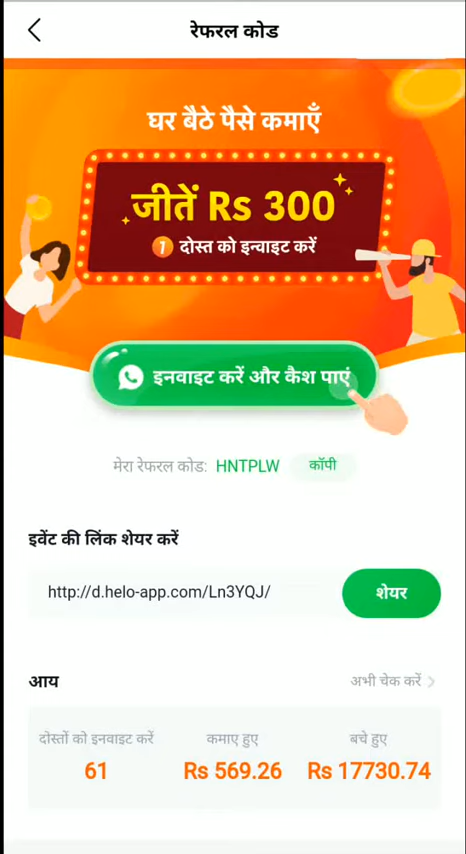 रेफरल कोड
घर बैठे पैसे कमाएँ
जीतें Rs 300
1 दोस्त को इन्वाइट करें
इनवाइट करें और कैश पाएं
मेरा रेफरल कोड: HNTPLW कॉपी
इवेंट की लिंक शेयर करें
http://d.helo-app.com/Ln3YQJ/ शेयर
आय अभी चेक करें
दोस्तों को इनवाइट करें कमाए हुए बचे हुए
61 Rs 569.26 Rs 17730.74